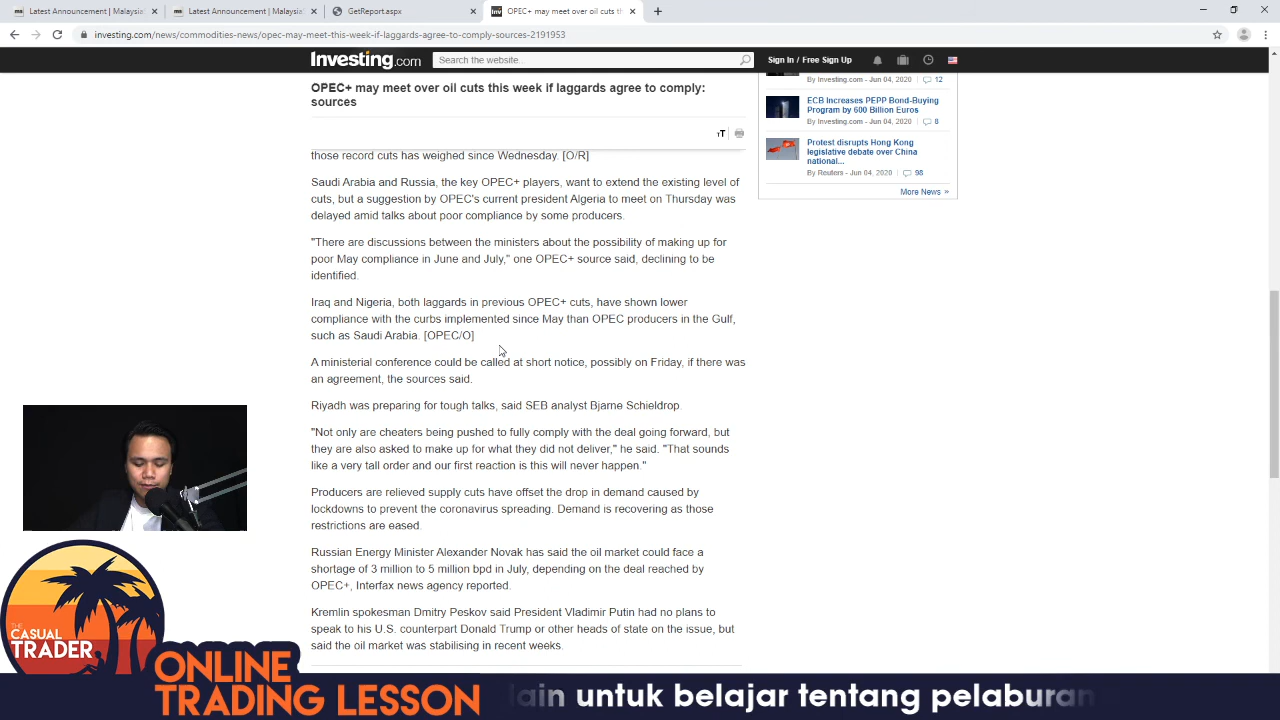 Latest Announcement | Malaysia
Latest Announcement | Malaysia
GetReport.aspx
OPEC+ may meet over oil cuts th
investing.com/news/commodities-news/opec-may-meet-this-week-if-laggards-agree-to-comply-sources-2191953
Investing.com
Search the website..
Sign In / Free Sign Up
OPEC+ may meet over oil cuts this week if laggards agree to comply:
sources
TT
those record cuts has weighed since Wednesday. [O/R]
Saudi Arabia and Russia, the key OPEC+ players, want to extend the existing level of
cuts, but a suggestion by OPEC's current president Algeria to meet on Thursday was
delayed amid talks about poor compliance by some producers.
"There are discussions between the ministers about the possibility of making up for
poor May compliance in June and July," one OPEC+ source said, declining to be
identified.
Iraq and Nigeria, both laggards in previous OPEC+ cuts, have shown lower
compliance with the curbs implemented since May than OPEC producers in the Gulf,
such as Saudi Arabia. [OPEC/O]
A ministerial conference could be called at short notice, possibly on Friday, if there was
an agreement, the sources said.
Riyadh was preparing for tough talks, said SEB analyst Bjarne Schieldrop.
"Not only are cheaters being pushed to fully comply with the deal going forward, but
they are also asked to make up for what they did not deliver," he said. "That sounds
like a very tall order and our first reaction is this will never happen."
Producers are relieved supply cuts have offset the drop in demand caused by
lockdowns to prevent the coronavirus spreading. Demand is recovering as those
restrictions are eased.
Russian Energy Minister Alexander Novak has said the oil market could face a
shortage of 3 million to 5 million bpd in July, depending on the deal reached by
OPEC+, Interfax news agency reported.
Kremlin spokesman Dmitry Peskov said President Vladimir Putin had no plans to
speak to his U.S. counterpart Donald Trump or other heads of state on the issue, but
said the oil market was stabilising in recent weeks.
By Investing.com - Jun 04, 2020 12
ECB Increases PEPP Bond-Buying
Program by 600 Billion Euros
By Investing.com - Jun 04, 2020 8
Protest disrupts Hong Kong
legislative debate over China
national...
By Reuters - Jun 04, 2020 98
More News »
THE
CASUAL
TRADER
ONLINE
TRADING LESSON
lain untuk belajar tentang pelaburan